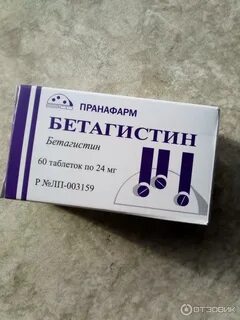 ПРАНАФАРМ
БЕТАГИСТИН
Бетагистин
60 таблеток по 24 мг
Р №ЛП-003159
ОТЗОВИК